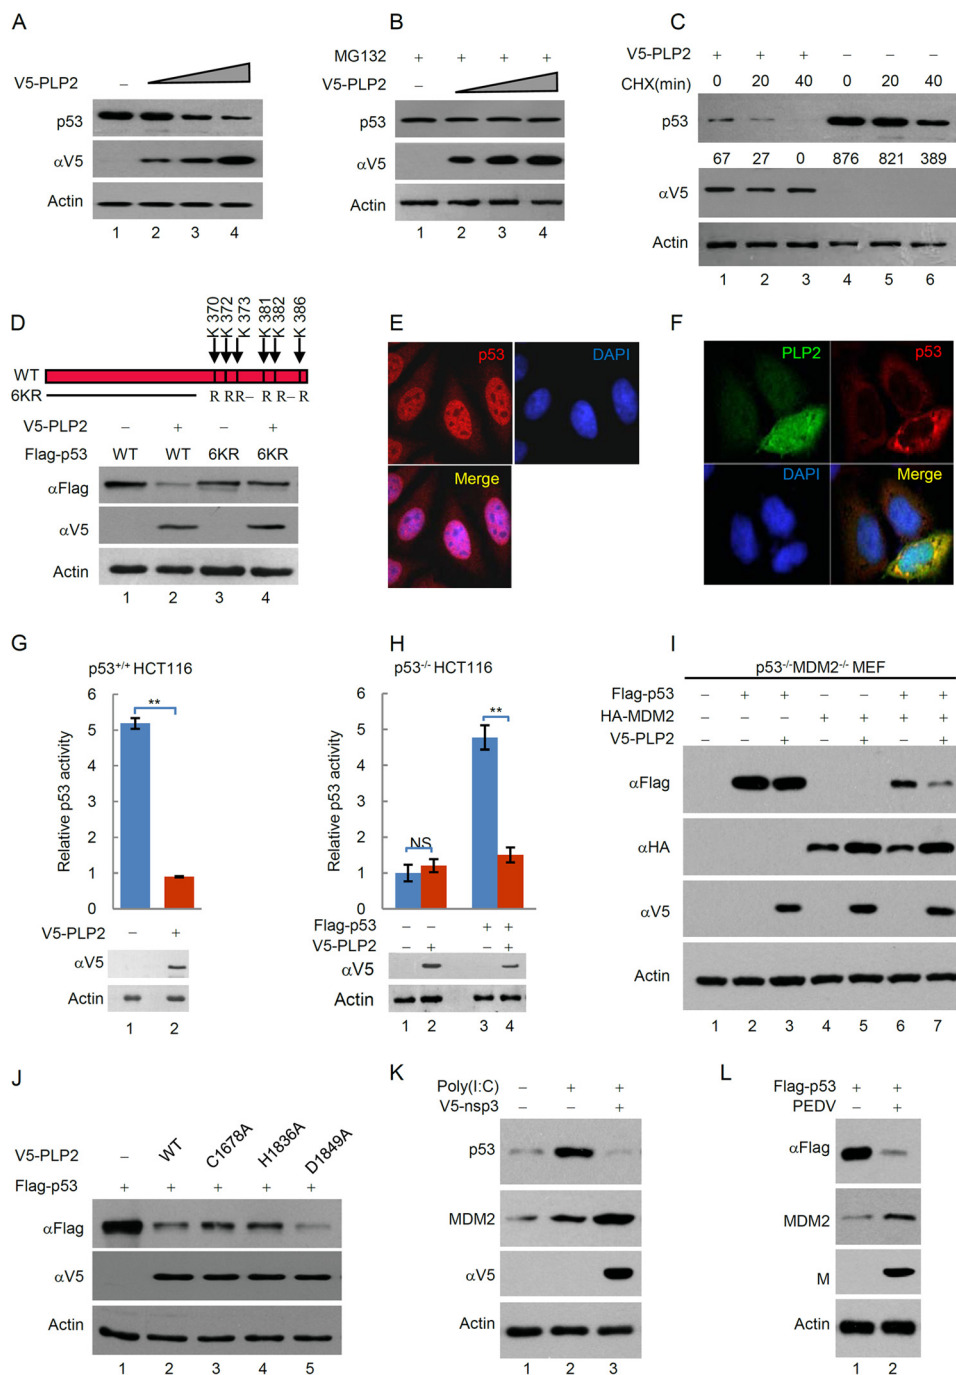 A
V5-PLP2 –
p53
αV5
Actin
1 2 3 4
B
MG132 + + + +
V5-PLP2 –
p53
αV5
Actin
1 2 3 4
C
V5-PLP2 + + + – – –
CHX(min) 0 20 40 0 20 40
p53
67 27 0 876 821 389
αV5
Actin
1 2 3 4 5 6
D
K 370 K 372 K 373 K 381 K 382 K 386
WT
6KR R RR– R R– R
V5-PLP2 – + – +
Flag-p53 WT WT 6KR 6KR
αFlag
αV5
Actin
1 2 3 4
E
p53 DAPI
Merge
F
PLP2 p53
DAPI Merge
G
p53+/+ HCT116
Relative p53 activity
6
5
4
3
2
1
0
**
V5-PLP2 – +
αV5
Actin
1 2
H
p53-/- HCT116
Relative p53 activity
6
5
4
3
2
1
0
NS **
Flag-p53 – – + +
V5-PLP2 – + – +
αV5
Actin
1 2 3 4
I
p53-/-MDM2-/- MEF
Flag-p53 – + + – – + +
HA-MDM2 – – – + + + +
V5-PLP2 – – + – + – +
αFlag
αHA
αV5
Actin
1 2 3 4 5 6 7
J
V5-PLP2 – WT C1678A H1836A D1849A
Flag-p53 + + + + +
αFlag
αV5
Actin
1 2 3 4 5
K
Poly(I:C) – + +
V5-nsp3 – – +
p53
MDM2
αV5
Actin
1 2 3
L
Flag-p53 + +
PEDV – +
αFlag
MDM2
M
Actin
1 2